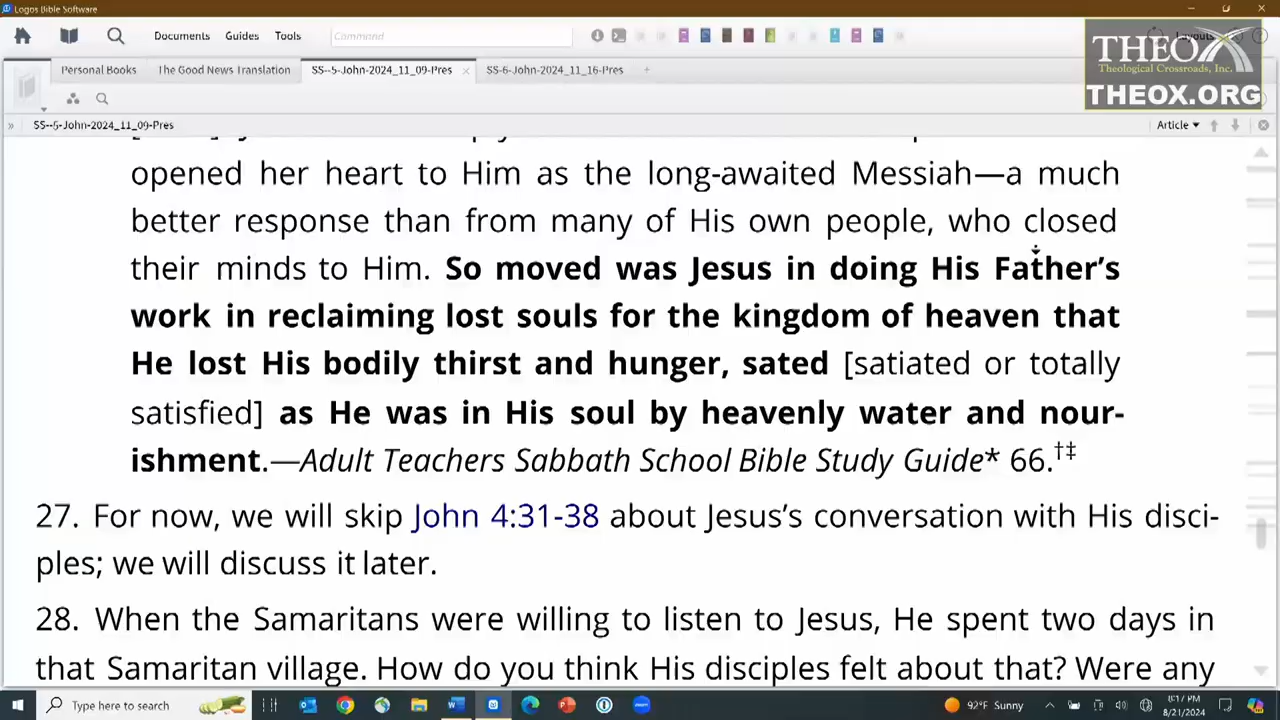 Logos Bible Software
Documents Guides Tools Command
THEOX
Theological Crossroads, Inc.
THEOX.ORG
Personal Books The Good News Translation SS--5-John-2024_11_09-Pres SS-6-John-2024_11_16-Pres
SS--5-John-2024_11_09-Pres Article
opened her heart to Him as the long-awaited Messiah—a much
better response than from many of His own people, who closed
their minds to Him. So moved was Jesus in doing His Father's
work in reclaiming lost souls for the kingdom of heaven that
He lost His bodily thirst and hunger, sated [satiated or totally
satisfied] as He was in His soul by heavenly water and nour-
ishment.—Adult Teachers Sabbath School Bible Study Guide* 66.†‡
27. For now, we will skip John 4:31-38 about Jesus's conversation with His disci-
ples; we will discuss it later.
28. When the Samaritans were willing to listen to Jesus, He spent two days in
that Samaritan village. How do you think His disciples felt about that? Were any
Type here to search 92°F Sunny 8:17 PM
8/21/2024